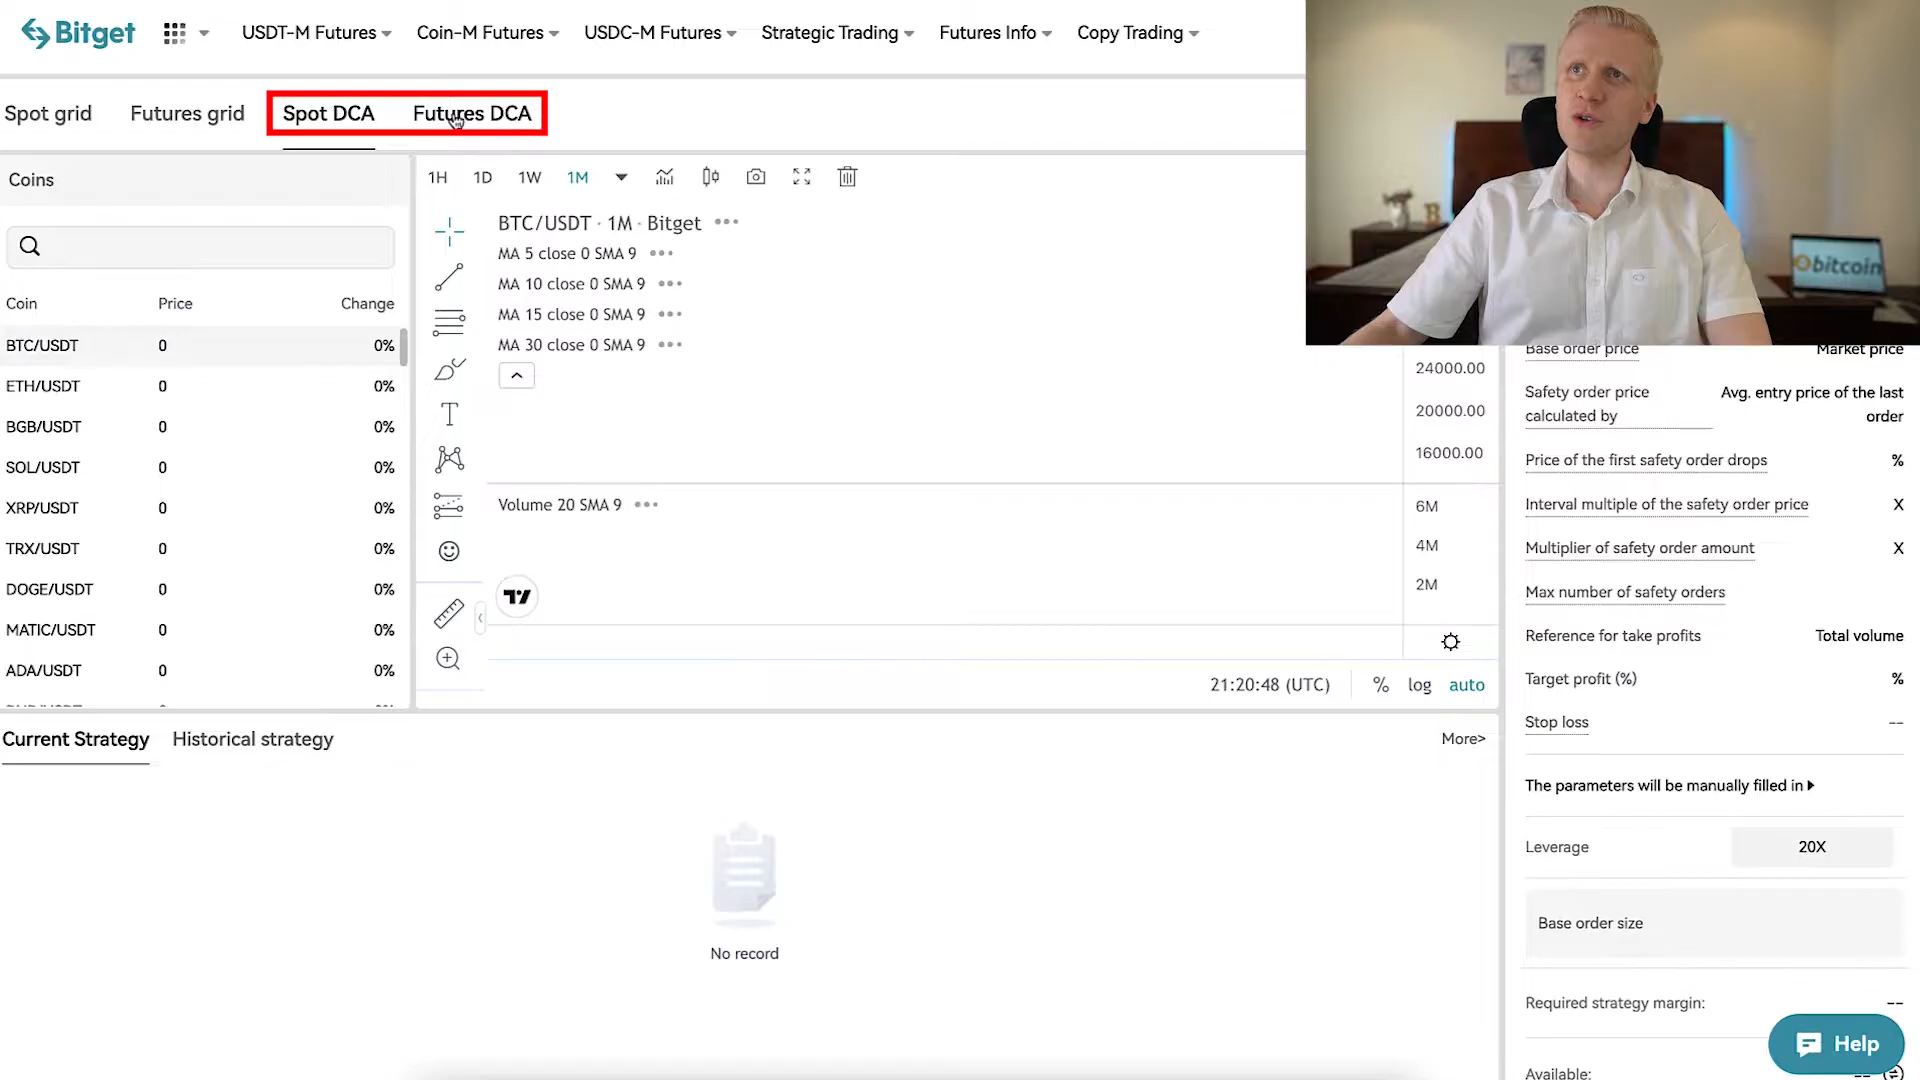 Bitget
USDT-M Futures
Coin-M Futures
USDC-M Futures
Strategic Trading
Futures Info
Copy Trading
Spot grid
Futures grid
Spot DCA
Futures DCA
Coins
Coin Price Change
BTC/USDT 0 0%
ETH/USDT 0 0%
BGB/USDT 0 0%
SOL/USDT 0 0%
XRP/USDT 0 0%
TRX/USDT 0 0%
DOGE/USDT 0 0%
MATIC/USDT 0 0%
ADA/USDT 0 0%
1H 1D 1W 1M
BTC/USDT · 1M · Bitget
MA 5 close 0 SMA 9
MA 10 close 0 SMA 9
MA 15 close 0 SMA 9
MA 30 close 0 SMA 9
24000.00
20000.00
16000.00
Volume 20 SMA 9
6M
4M
2M
21:20:48 (UTC) % log auto
Current Strategy Historical strategy More>
No record
bitcoin
Base order price Market price
Safety order price calculated by
Avg. entry price of the last order
Price of the first safety order drops %
Interval multiple of the safety order price X
Multiplier of safety order amount X
Max number of safety orders
Reference for take profits Total volume
Target profit (%) %
Stop loss --
The parameters will be manually filled in
Leverage 20X
Base order size
Required strategy margin: --
Help
Available: --